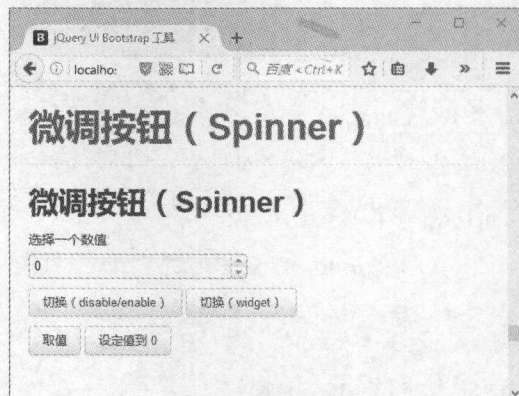 jQuery UI Bootstrap 工具
localho:
百度 <Ctrl+K
微调按钮（Spinner）
微调按钮（Spinner）
选择一个数值
0
切换（disable/enable）
切换（widget）
取值
设定值到 0